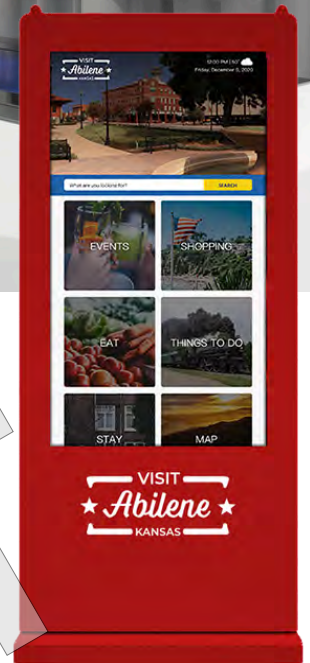 VISIT
Abilene
KANSAS
12:00 PM | 50°
Friday, December 5, 2020
What are you looking for?
SEARCH
EVENTS
SHOPPING
EAT
THINGS TO DO
STAY
MAP
VISIT
Abilene
KANSAS